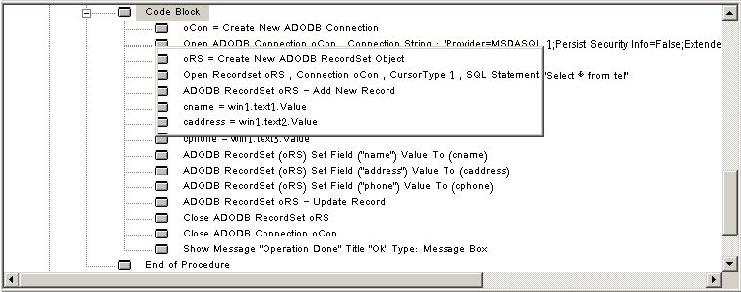 Code Block
oCon = Create New ADODB Connection
Open ADODB Connection oCon , Connection String : "Provider=MSDASQL.1;Persist Security Info=False;Extende
oRS = Create New ADODB RecordSet Object
Open Recordset oRS , Connection oCon , CursorType 1 , SQL Statement "Select * from tel"
ADODB RecordSet oRS - Add New Record
cname = win1.text1.Value
caddress = win1.text2.Value
cphone = win1.text3.Value
ADODB RecordSet (oRS) Set Field ("name") Value To (cname)
ADODB RecordSet (oRS) Set Field ("address") Value To (caddress)
ADODB RecordSet (oRS) Set Field ("phone") Value To (cphone)
ADODB RecordSet oRS - Update Record
Close ADODB RecordSet oRS
Close ADODB Connection oCon
Show Message "Operation Done" Title "Ok" Type: Message Box
End of Procedure